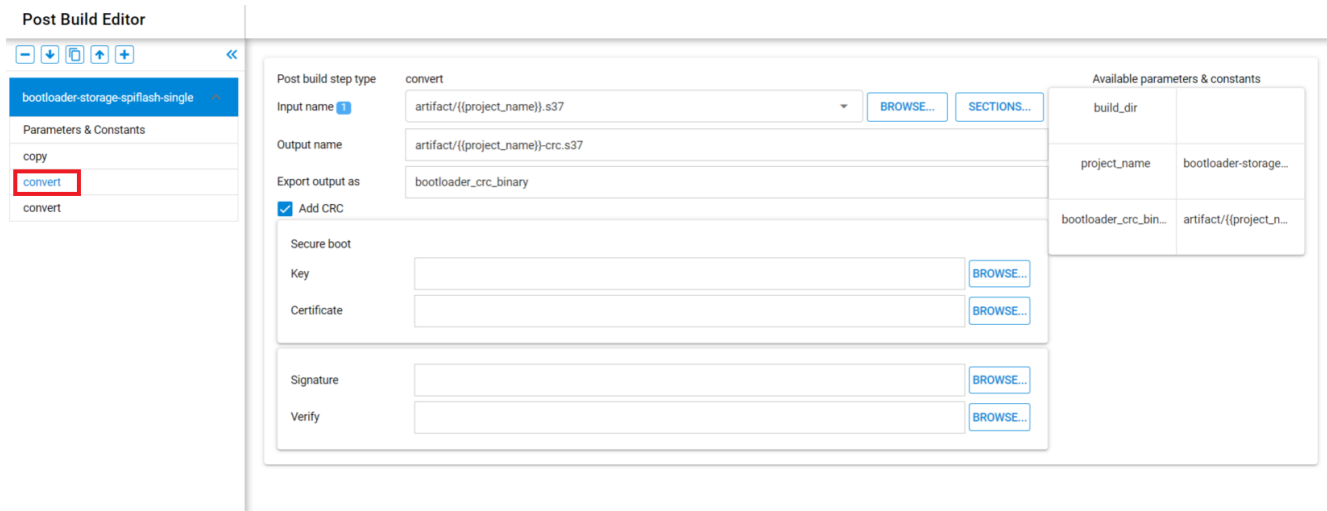 Post Build Editor
bootloader-storage-spiflash-single
Parameters & Constants
copy
convert
convert
Post build step type convert
Input name 1 artifact/{{project_name}}.s37 BROWSE... SECTIONS...
Output name artifact/{{project_name}}-crc.s37
Export output as bootloader_crc_binary
Add CRC
Secure boot
Key BROWSE...
Certificate BROWSE...
Signature BROWSE...
Verify BROWSE...
Available parameters & constants
build_dir
project_name bootloader-storage...
bootloader_crc_bin... artifact/{{project_n...